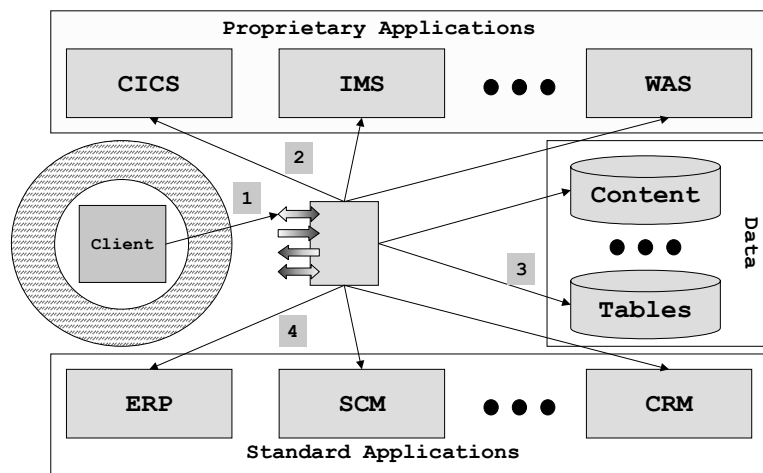 Proprietary Applications
CICS
IMS
WAS
2
1
Client
Content
Data
3
Tables
4
ERP
SCM
CRM
Standard Applications